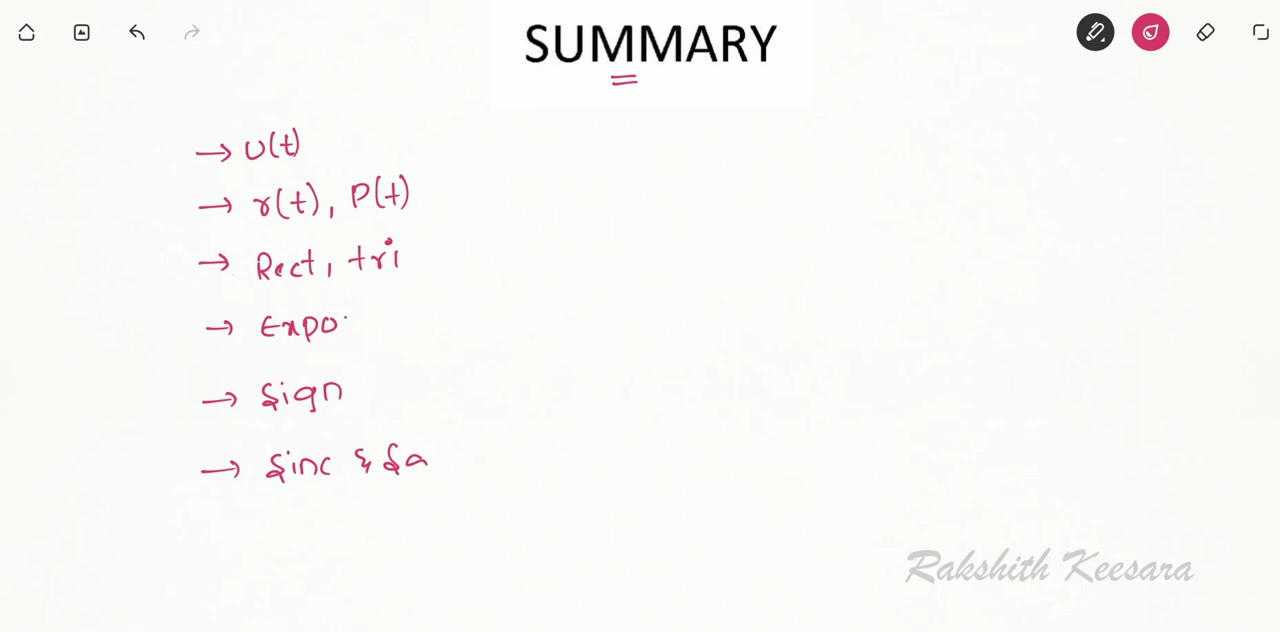 SUMMARY
→ U(t)
→ r(t), P(t)
→ Rect, tri
→ Expo
→ Sign
→ Sinc & Sa
Rakshith Keesara